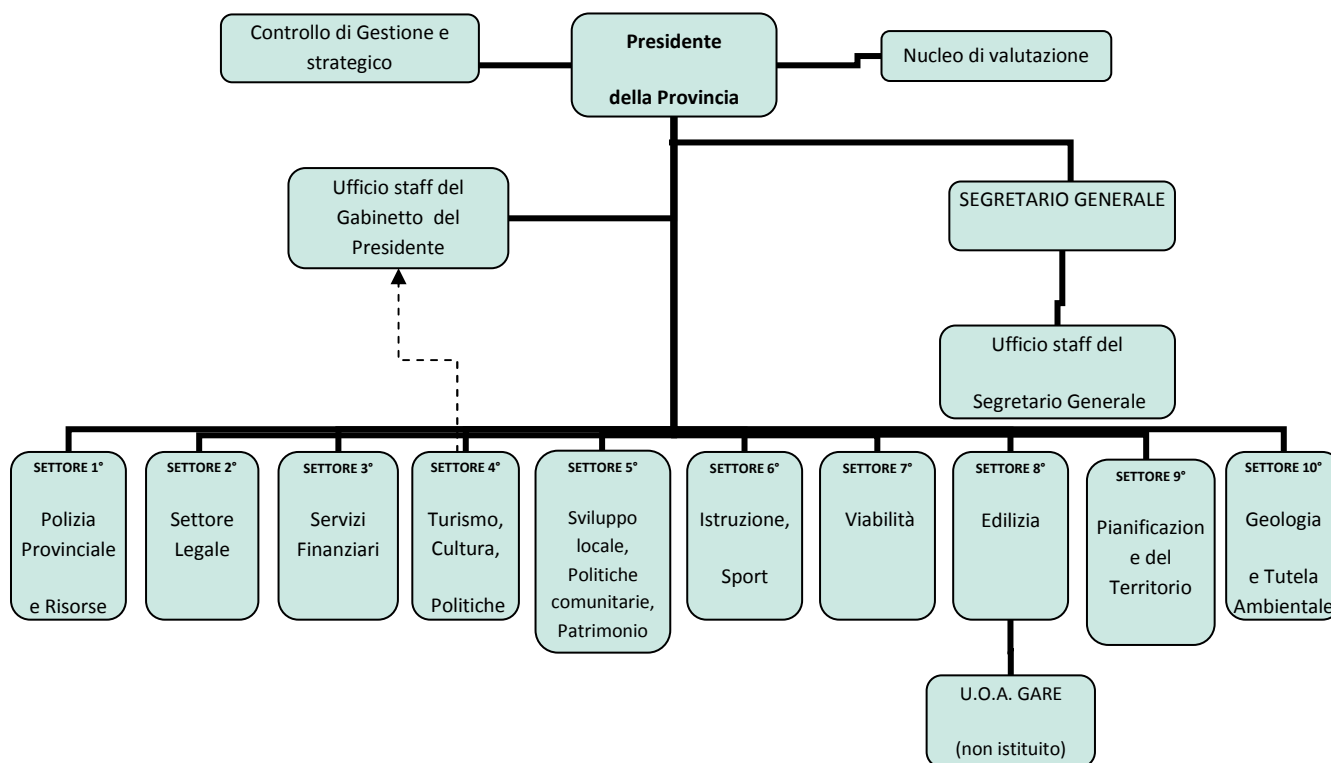 Controllo di Gestione e
strategico
Presidente
della Provincia
Nucleo di valutazione
Ufficio staff del
Gabinetto del
Presidente
SEGRETARIO GENERALE
Ufficio staff del
Segretario Generale
SETTORE 1°
Polizia
Provinciale
e Risorse
SETTORE 2°
Settore
Legale
SETTORE 3°
Servizi
Finanziari
SETTORE 4°
Turismo,
Cultura,
Politiche
SETTORE 5°
Sviluppo
locale,
Politiche
comunitarie,
Patrimonio
SETTORE 6°
Istruzione,
Sport
SETTORE 7°
Viabilità
SETTORE 8°
Edilizia
SETTORE 9°
Pianificazion
e del
Territorio
SETTORE 10°
Geologia
e Tutela
Ambientale
U.O.A. GARE
(non istituito)